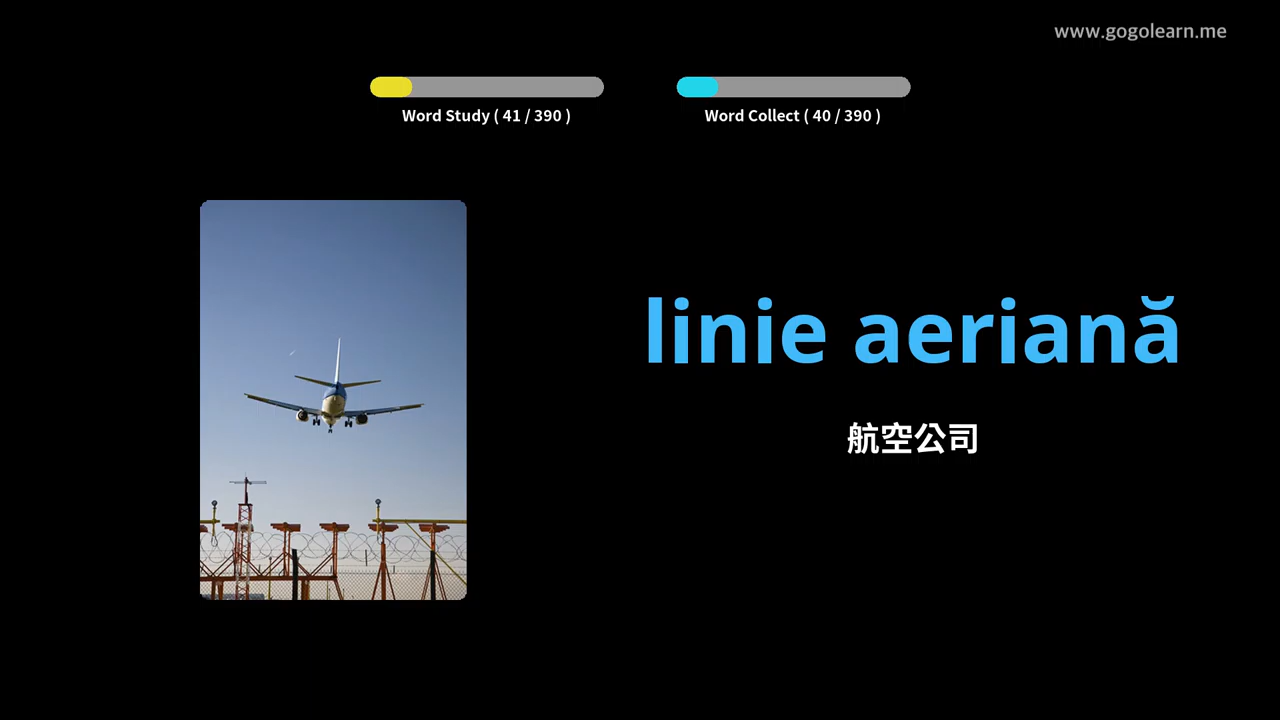 www.gogolearn.me
Word Study ( 41 / 390 )
Word Collect ( 40 / 390 )
linie aeriană
航空公司